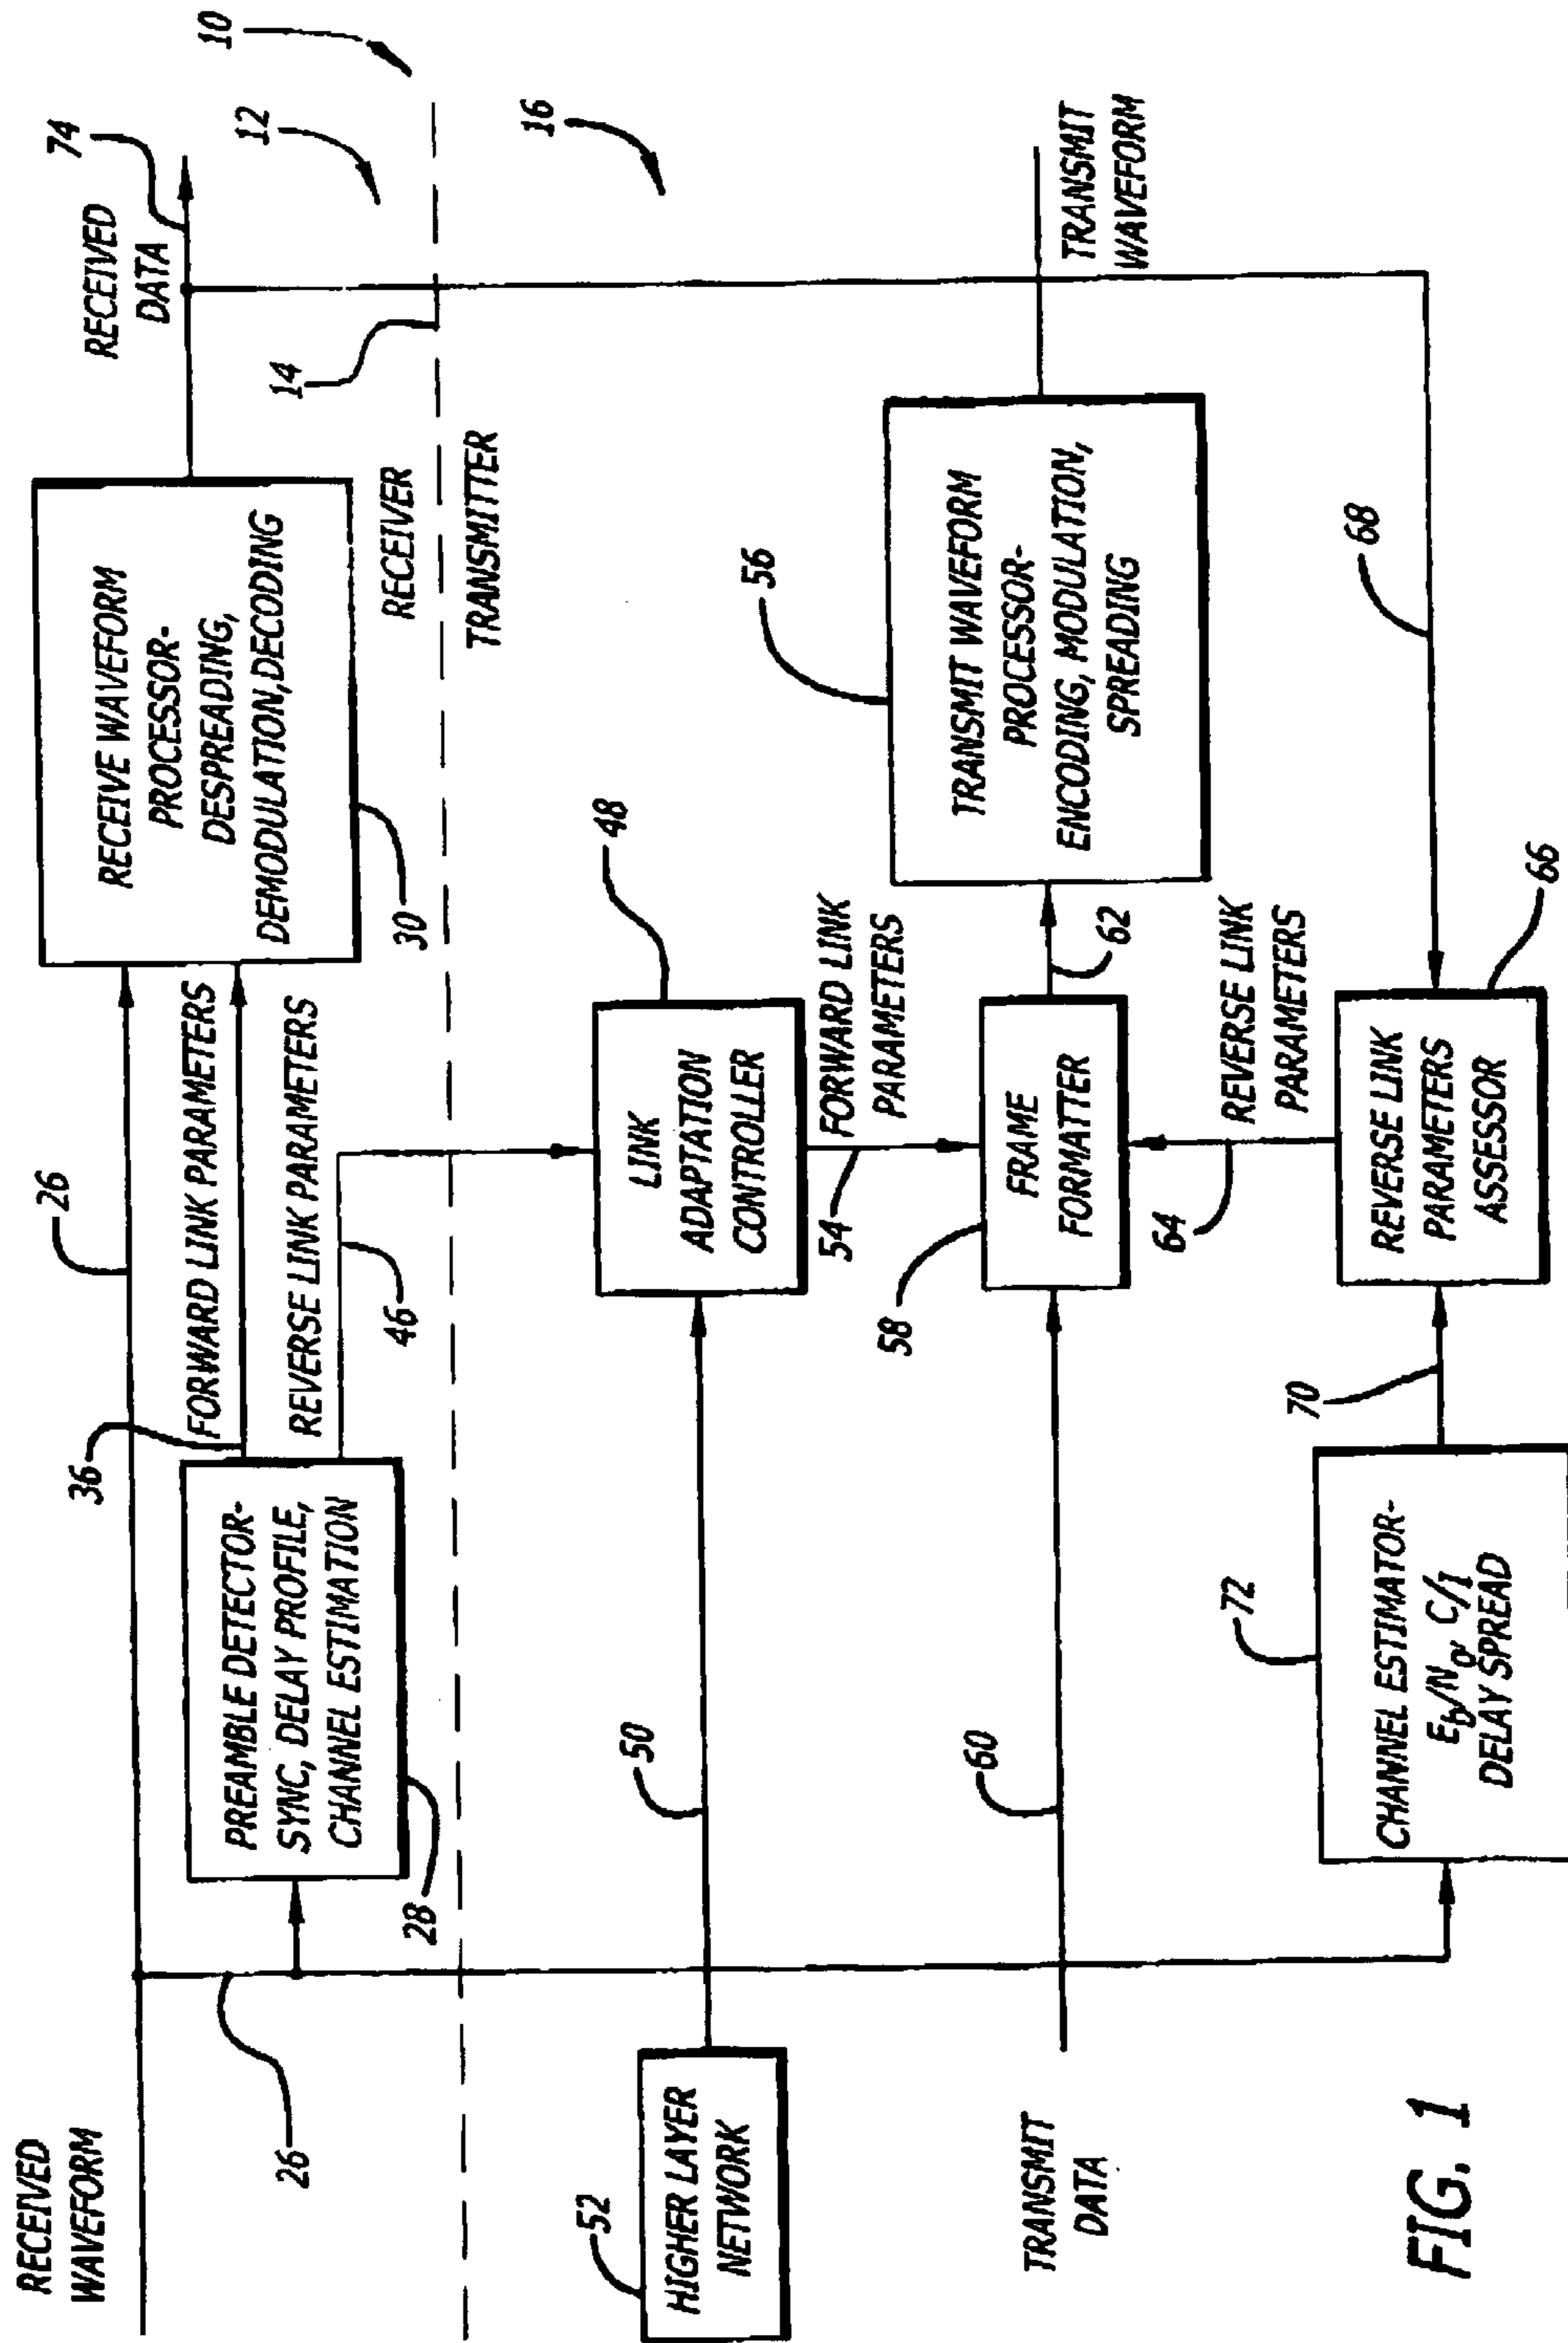 RECEIVED
WAVEFORM
26
26
36
FORWARD LINK PARAMETERS
REVERSE LINK PARAMETERS
46
PREAMBLE DETECTOR-
SYNC, DELAY PROFILE,
CHANNEL ESTIMATION
28
RECEIVE WAVEFORM
PROCESSOR-
DESPREADING,
DEMODULATION, DECODING
30
RECEIVED
DATA
74
10
12
14
RECEIVER
TRANSMITTER
16
52
HIGHER LAYER
NETWORK
50
LINK
ADAPTATION
CONTROLLER
48
FORWARD LINK
PARAMETERS
54
TRANSMIT
DATA
60
58
FRAME
FORMATTER
62
56
TRANSMIT WAVEFORM
PROCESSOR-
ENCODING, MODULATION,
SPREADING
TRANSMIT
WAVEFORM
64
REVERSE LINK
PARAMETERS
68
72
CHANNEL ESTIMATOR-
Eb/No, C/I
DELAY SPREAD
70
REVERSE LINK
PARAMETERS
ASSESSOR
66
FIG. 1